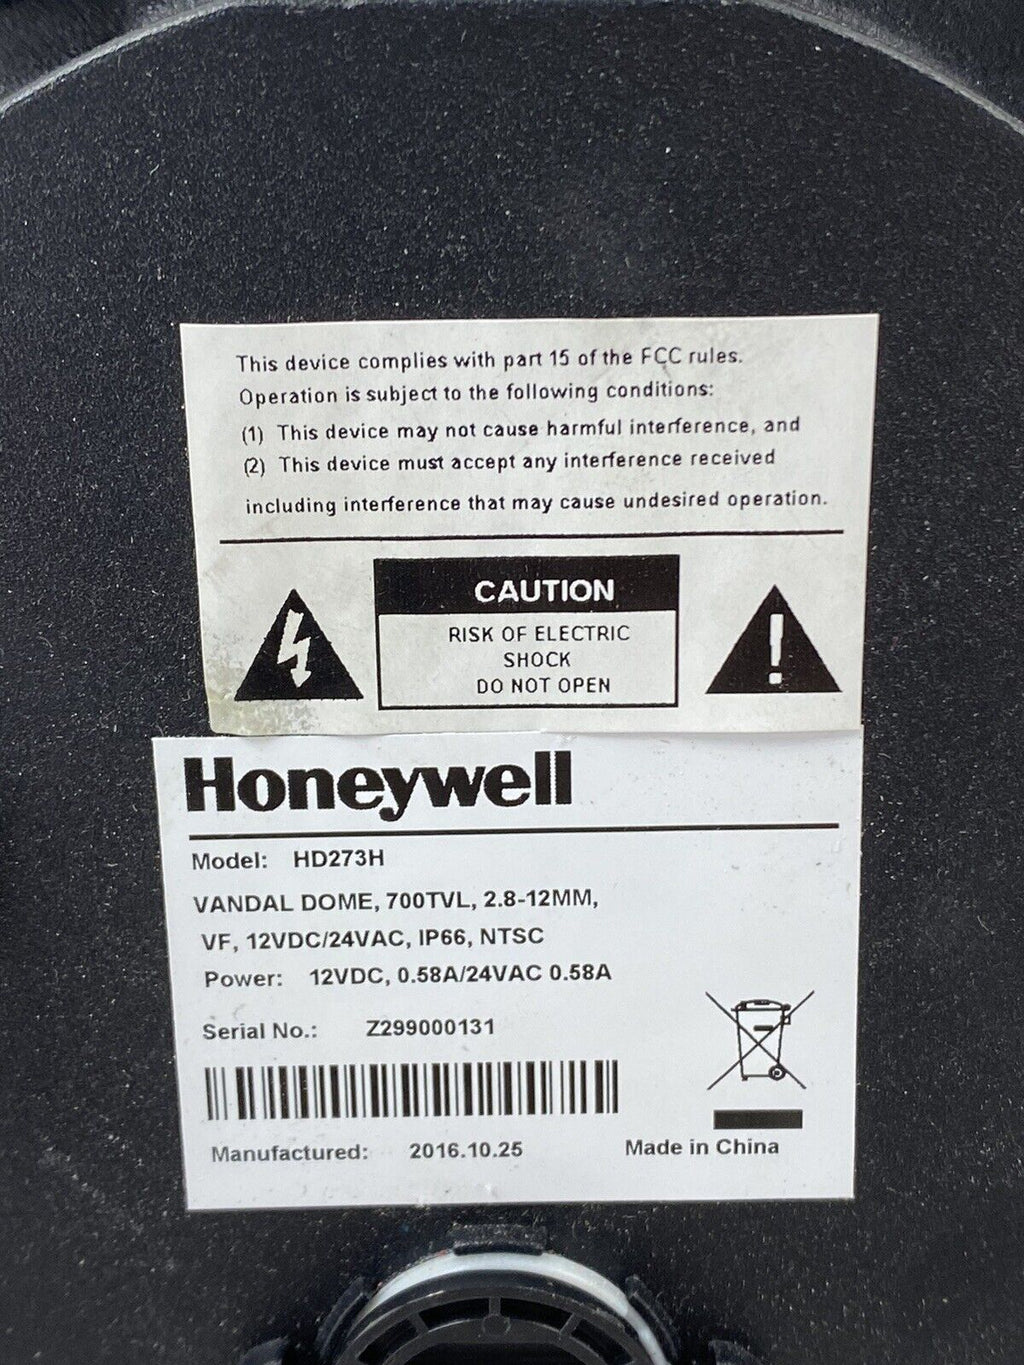 This device complies with part 15 of the FCC rules.
Operation is subject to the following conditions:
(1) This device may not cause harmful interference, and
(2) This device must accept any interference received
including interference that may cause undesired operation.
CAUTION
RISK OF ELECTRIC
SHOCK
DO NOT OPEN
Honeywell
Model: HD273H
VANDAL DOME, 700TVL, 2.8-12MM,
VF, 12VDC/24VAC, IP66, NTSC
Power: 12VDC, 0.58A/24VAC 0.58A
Serial No.: Z299000131
Manufactured: 2016.10.25 Made in China